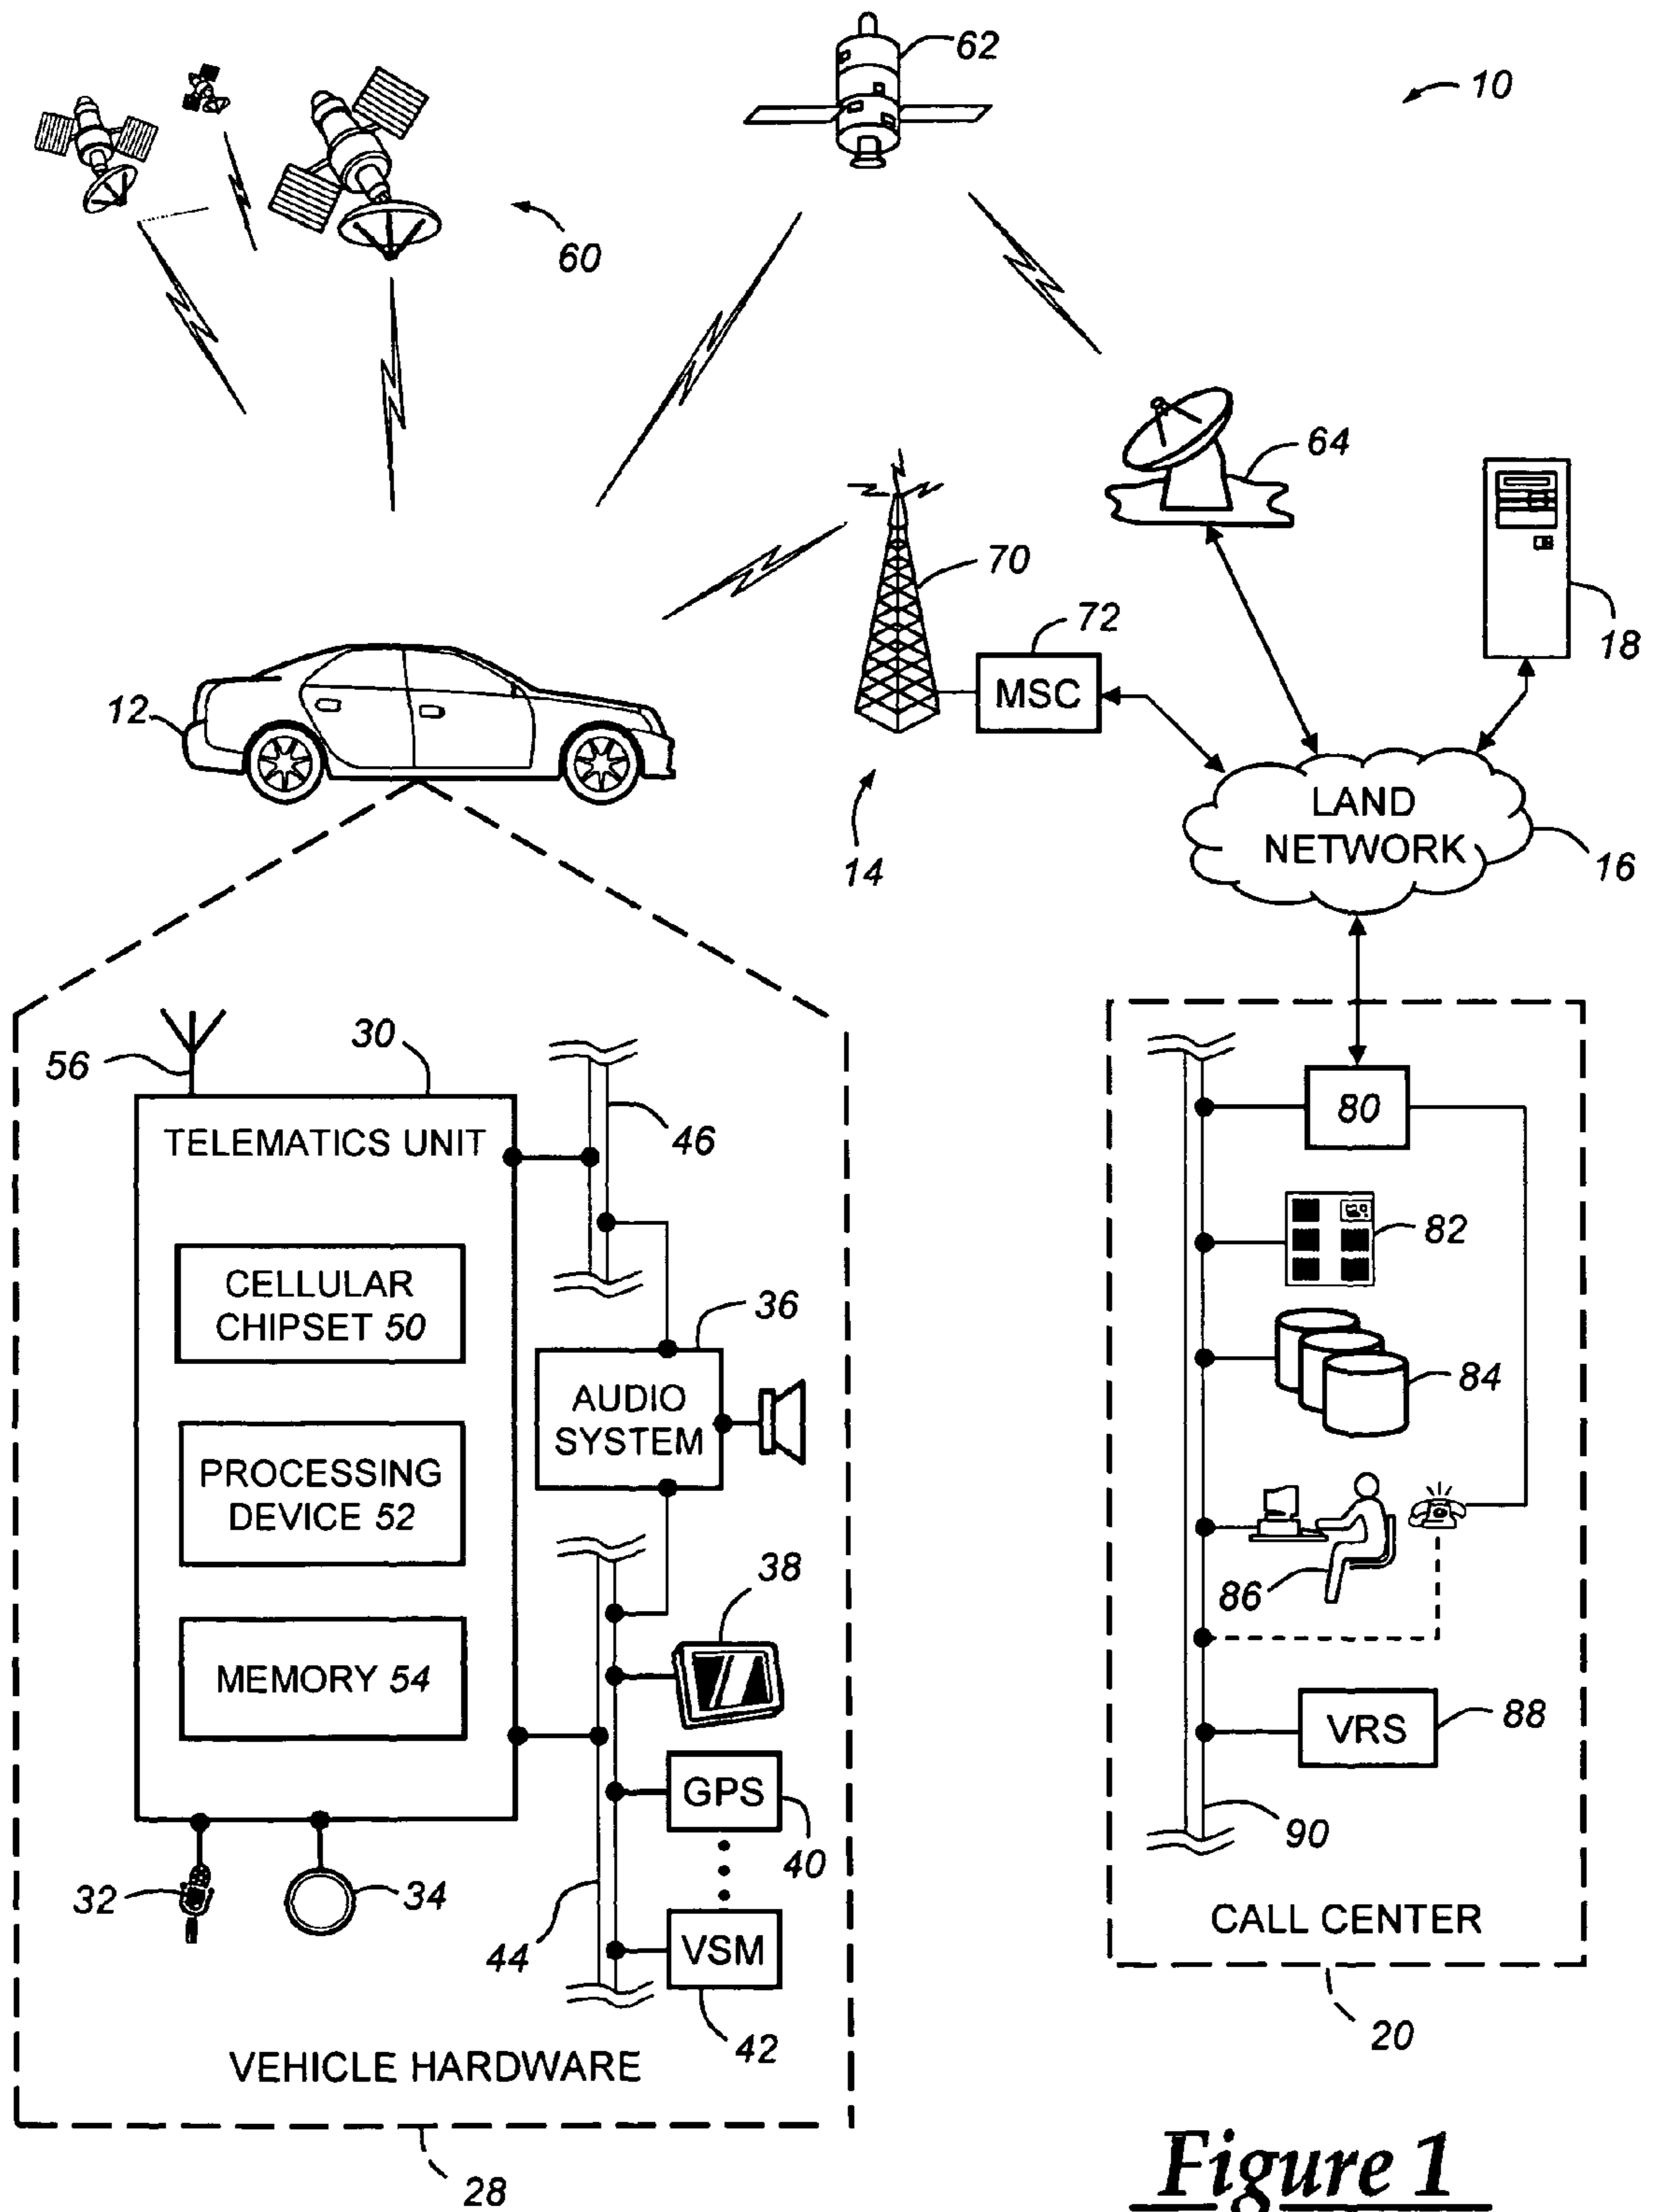 62
10
60
64
18
70
72
MSC
12
14
LAND
NETWORK
16
56
30
TELEMATICS UNIT
46
CELLULAR
CHIPSET 50
36
AUDIO
SYSTEM
PROCESSING
DEVICE 52
38
MEMORY 54
GPS
40
32
34
44
VSM
42
VEHICLE HARDWARE
28
80
82
84
86
VRS
88
90
CALL CENTER
20
Figure 1